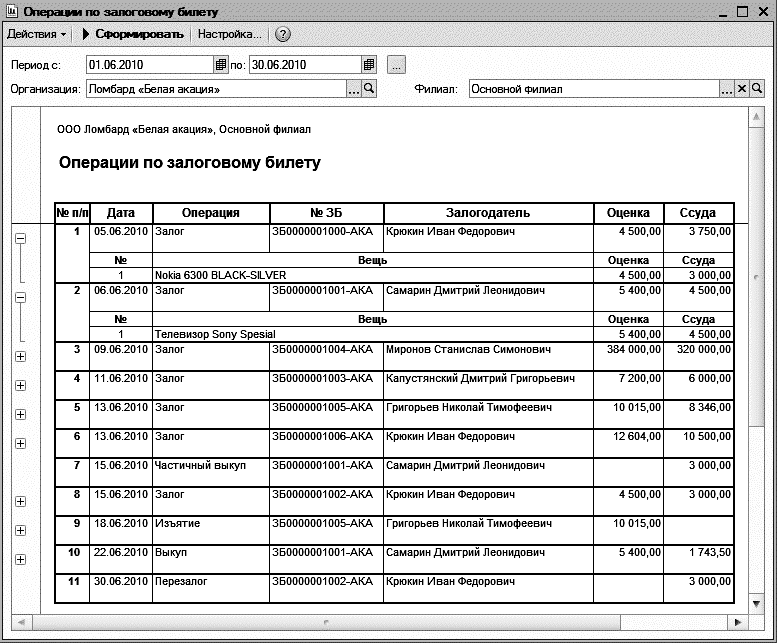 Операции по залоговому билету
Действия Сформировать Настройка... ?
Период с: 01.06.2010 по: 30.06.2010 ...
Организация: Ломбард «Белая акация» ... Филиал: Основной филиал ...
ООО Ломбард «Белая акация», Основной филиал
Операции по залоговому билету
№ п/п Дата Операция № ЗБ Залогодатель Оценка Ссуда
1 05.06.2010 Залог ЗБ0000001000-АКА Крюкин Иван Федорович 4 500,00 3 750,00
№ Вещь Оценка Ссуда
1 Nokia 6300 BLACK-SILVER 4 500,00 3 000,00
2 06.06.2010 Залог ЗБ0000001001-АКА Самарин Дмитрий Леонидович 5 400,00 4 500,00
№ Вещь Оценка Ссуда
1 Телевизор Sony Spesial 5 400,00 4 500,00
3 09.06.2010 Залог ЗБ0000001004-АКА Миронов Станислав Симонович 384 000,00 320 000,00
4 11.06.2010 Залог ЗБ0000001003-АКА Капустянский Дмитрий Григорьевич 7 200,00 6 000,00
5 13.06.2010 Залог ЗБ0000001005-АКА Григорьев Николай Тимофеевич 10 015,00 8 346,00
6 13.06.2010 Залог ЗБ0000001006-АКА Крюкин Иван Федорович 12 604,00 10 500,00
7 15.06.2010 Частичный выкуп ЗБ0000001001-АКА Самарин Дмитрий Леонидович 3 000,00
8 15.06.2010 Залог ЗБ0000001002-АКА Крюкин Иван Федорович 4 500,00 3 000,00
9 18.06.2010 Изъятие ЗБ0000001005-АКА Григорьев Николай Тимофеевич 10 015,00
10 22.06.2010 Выкуп ЗБ0000001001-АКА Самарин Дмитрий Леонидович 5 400,00 1 743,50
11 30.06.2010 Перезалог ЗБ0000001002-АКА Крюкин Иван Федорович 3 000,00